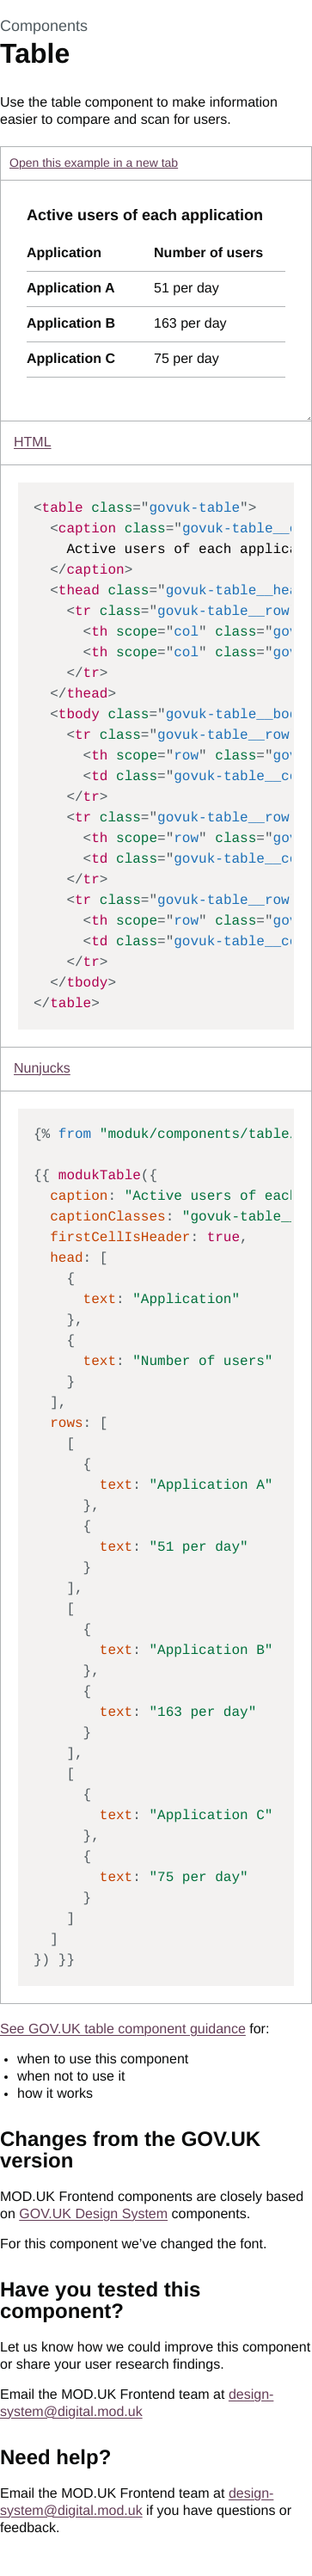 Components
Table
Use the table component to make information
easier to compare and scan for users.
Open this example in a new tab
Active users of each application
Application Number of users
Application A 51 per day
Application B 163 per day
Application C 75 per day
HTML
<table class="govuk-table">
<caption class="govuk-table__
Active users of each applica
</caption>
<thead class="govuk-table__hea
<tr class="govuk-table__row
<th scope="col" class="gov
<th scope="col" class="gov
</tr>
</thead>
<tbody class="govuk-table__bod
<tr class="govuk-table__row
<th scope="row" class="gov
<td class="govuk-table__ce
</tr>
<tr class="govuk-table__row
<th scope="row" class="gov
<td class="govuk-table__ce
</tr>
<tr class="govuk-table__row
<th scope="row" class="gov
<td class="govuk-table__ce
</tr>
</tbody>
</table>
Nunjucks
{% from "moduk/components/table.
{{ modukTable({
caption: "Active users of each
captionClasses: "govuk-table__
firstCellIsHeader: true,
head: [
{
text: "Application"
},
{
text: "Number of users"
}
],
rows: [
[
{
text: "Application A"
},
{
text: "51 per day"
}
],
[
{
text: "Application B"
},
{
text: "163 per day"
}
],
[
{
text: "Application C"
},
{
text: "75 per day"
}
]
]
}) }}
See GOV.UK table component guidance for:
• when to use this component
• when not to use it
• how it works
Changes from the GOV.UK
version
MOD.UK Frontend components are closely based
on GOV.UK Design System components.
For this component we’ve changed the font.
Have you tested this
component?
Let us know how we could improve this component
or share your user research findings.
Email the MOD.UK Frontend team at design-
system@digital.mod.uk
Need help?
Email the MOD.UK Frontend team at design-
system@digital.mod.uk if you have questions or
feedback.